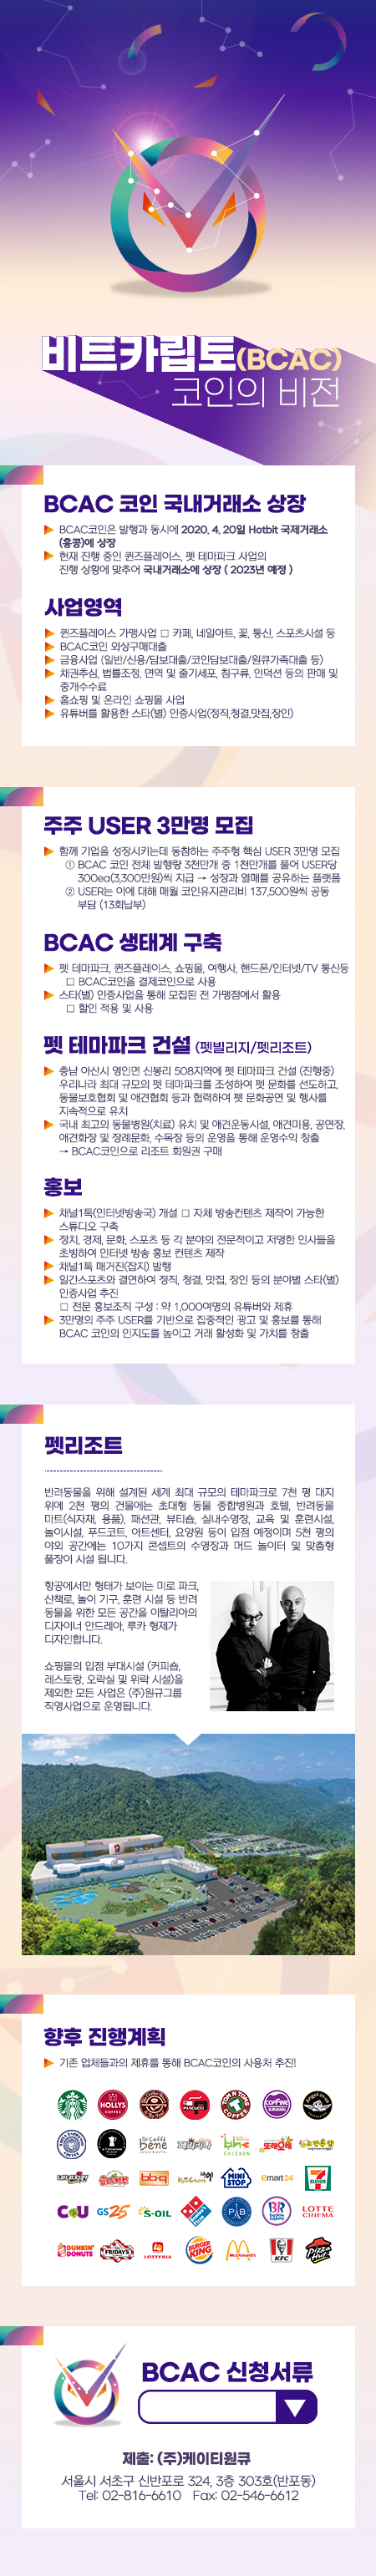 비트카립토(BCAC)
코인의 비전
BCAC 코인 국내거래소 상장
BCAC코인은 발행과 동시에 2020. 4. 20일 Hotbit 국제거래소
(홍콩)에 상장
현재 진행 중인 퀸즈플레이스, 펫 테마파크 사업의
진행 상황에 맞추어 국내거래소에 상장 ( 2023년 예정 )
사업영역
퀸즈플레이스 가맹사업 □ 카페, 네일아트, 꽃, 통신, 스포츠시설 등
BCAC코인 외상구매대출
금융사업 (일반/신용/담보대출/코인담보대출/원큐가족대출 등)
채권추심, 법률조정, 면역 및 줄기세포, 침구류, 인덕션 등의 판매 및
중개수수료
홈쇼핑 및 온라인 쇼핑몰 사업
유튜버를 활용한 스타(별) 인증사업(정직,청결,맛집,장인)
주주 USER 3만명 모집
함께 기업을 성장시키는데 동참하는 주주형 핵심 USER 3만명 모집
① BCAC 코인 전체 발행량 3천만개 중 1천만개를 풀어 USER당
300ea(3,300만원)씩 지급 → 성장과 열매를 공유하는 플랫폼
② USER는 이에 대해 매월 코인유지관리비 137,500원씩 공동
부담 (13회납부)
BCAC 생태계 구축
펫 테마파크, 퀸즈플레이스, 쇼핑몰, 여행사, 핸드폰/인터넷/TV 통신등
□ BCAC코인을 결제코인으로 사용
스타(별) 인증사업을 통해 모집된 전 가맹점에서 활용
□ 할인 적용 및 사용
펫 테마파크 건설 (펫빌리지/펫리조트)
충남 아산시 영인면 신봉리 508지역에 펫 테마파크 건설 (진행중)
우리나라 최대 규모의 펫 테마파크를 조성하여 펫 문화를 선도하고,
동물보호협회 및 애견협회 등과 협력하여 펫 문화공연 및 행사를
지속적으로 유치
국내 최고의 동물병원(치료) 유치 및 애견운동시설, 애견미용, 공연장,
애견화장 및 장례문화, 수목장 등의 운영을 통해 운영수익 창출
→ BCAC코인으로 리조트 회원권 구매
홍보
채널1톡(인터넷방송국) 개설 □ 자체 방송컨텐츠 제작이 가능한
스튜디오 구축
정치, 경제, 문화, 스포츠 등 각 분야의 전문적이고 저명한 인사들을
초빙하여 인터넷 방송 홍보 컨텐츠 제작
채널1톡 매거진(잡지) 발행
일간스포츠와 결연하여 정직, 청결, 맛집, 장인 등의 분야별 스타(별)
인증사업 추진
□ 전문 홍보조직 구성 : 약 1,000여명의 유튜버와 제휴
3만명의 주주 USER를 기반으로 집중적인 광고 및 홍보를 통해
BCAC 코인의 인지도를 높이고 거래 활성화 및 가치를 창출
펫리조트
반려동물을 위해 설계된 세계 최대 규모의 테마파크로 7천 평 대지
위에 2천 평의 건물에는 초대형 동물 종합병원과 호텔, 반려동물
마트(식자재, 용품), 패션관, 뷰티숍, 실내수영장, 교육 및 훈련시설,
놀이시설, 푸드코트, 아트센터, 요양원 등이 입점 예정이며 5천 평의
야외 공간에는 10가지 콘셉트의 수영장과 머드 놀이터 및 맞춤형
풀장이 시설 됩니다.
항공에서만 형태가 보이는 미로 파크,
산책로, 놀이 기구, 훈련 시설 등 반려
동물을 위한 모든 공간을 이탈리아의
디자이너 안드레아, 루카 형제가
디자인합니다.
쇼핑몰의 입점 부대시설 (커피숍,
레스토랑, 오락실 및 위락 시설)을
제외한 모든 사업은 (주)원큐그룹
직영사업으로 운영됩니다.
향후 진행계획
기존 업체들과의 제휴를 통해 BCAC코인의 사용처 추진!
HOLLYS
COFFEE
caffé
bene
bhc
CHICKEN
또래오래
bbq
MINI
STOP
emart24
ELEVEN
CU
GS25
S-OIL
BR
LOTTE
CINEMA
DUNKIN'
DONUTS
FRIDAYS
LOTTERIA
BURGER
KING
McDONALD'S
KFC
Pizza
Hut
BCAC 신청서류
제출: (주)케이티원큐
서울시 서초구 신반포로 324, 3층 303호(반포동)
Tel: 02-816-6610 Fax: 02-546-6612